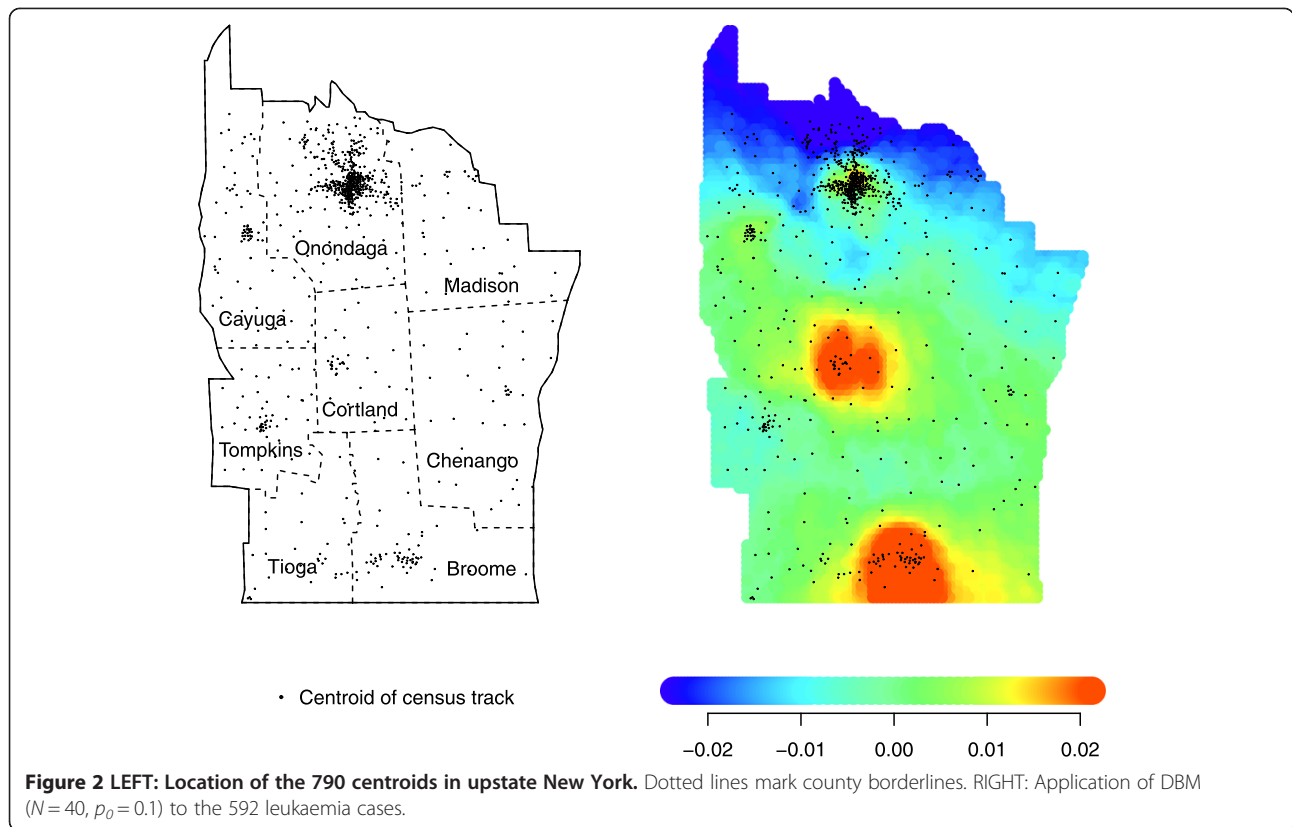 Onondaga
Madison
Cayuga
Cortland
Tompkins
Chenango
Tioga
Broome
Centroid of census track
−0.02 −0.01 0.00 0.01 0.02
Figure 2 LEFT: Location of the 790 centroids in upstate New York. Dotted lines mark county borderlines. RIGHT: Application of DBM
(N = 40, p0 = 0.1) to the 592 leukaemia cases.